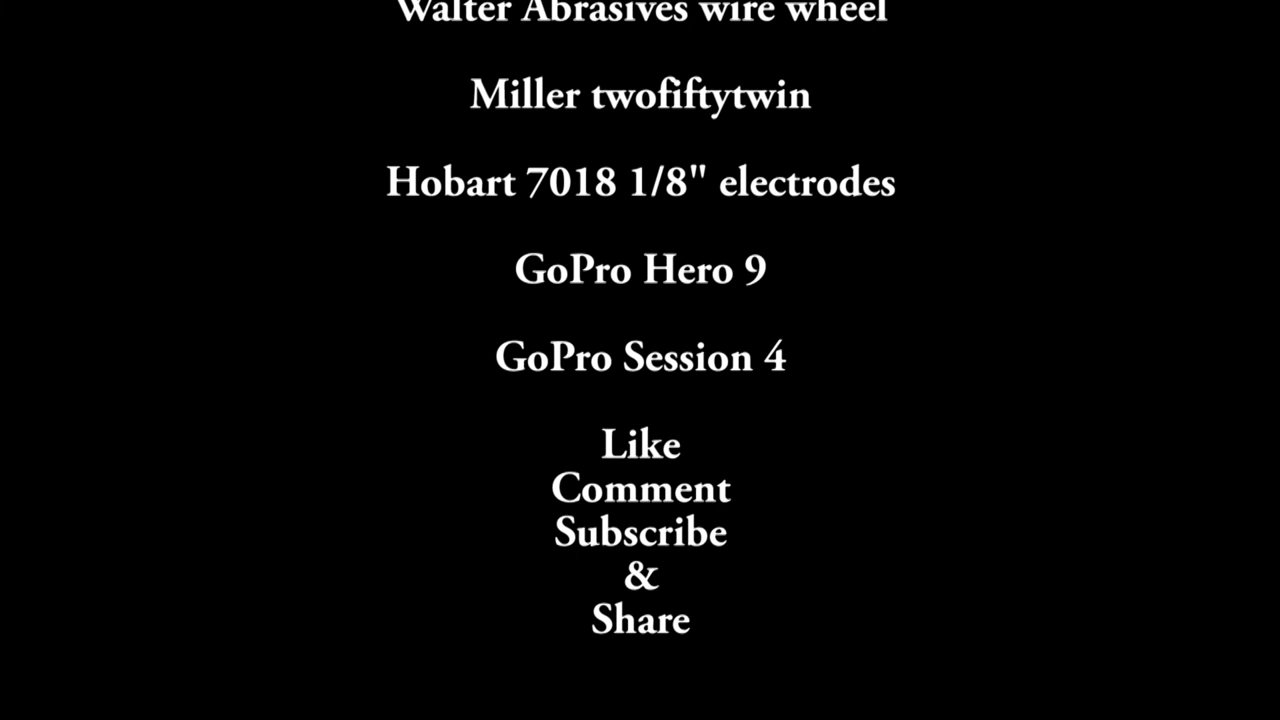 Walter Abrasives wire wheel
Miller twofiftytwin
Hobart 7018 1/8" electrodes
GoPro Hero 9
GoPro Session 4
Like
Comment
Subscribe
&
Share